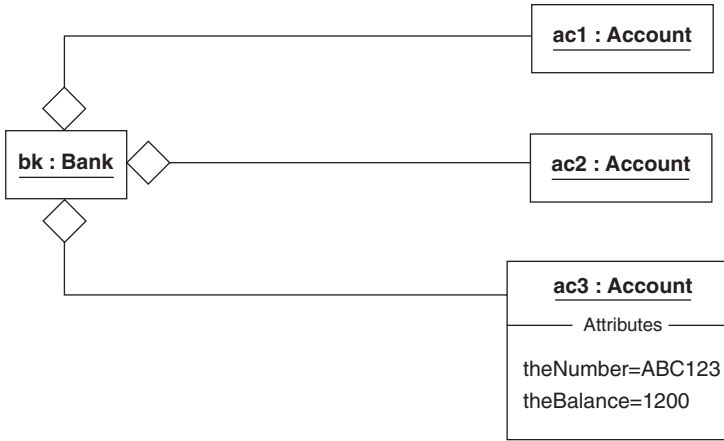 ac1 : Account
bk : Bank
ac2 : Account
ac3 : Account
Attributes
theNumber=ABC123
theBalance=1200